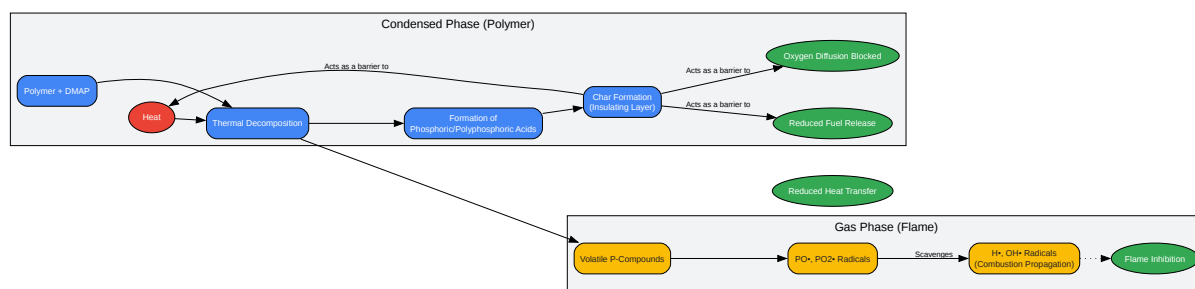 Condensed Phase (Polymer)
Polymer + DMAP
Heat
Thermal Decomposition
Acts as a barrier to
Formation of
Phosphoric/Polyphosphoric Acids
Char Formation
(Insulating Layer)
Acts as a barrier to
Oxygen Diffusion Blocked
Acts as a barrier to
Reduced Fuel Release
Reduced Heat Transfer
Gas Phase (Flame)
Volatile P-Compounds
PO•, PO2• Radicals
Scavenges
H•, OH• Radicals
(Combustion Propagation)
Flame Inhibition